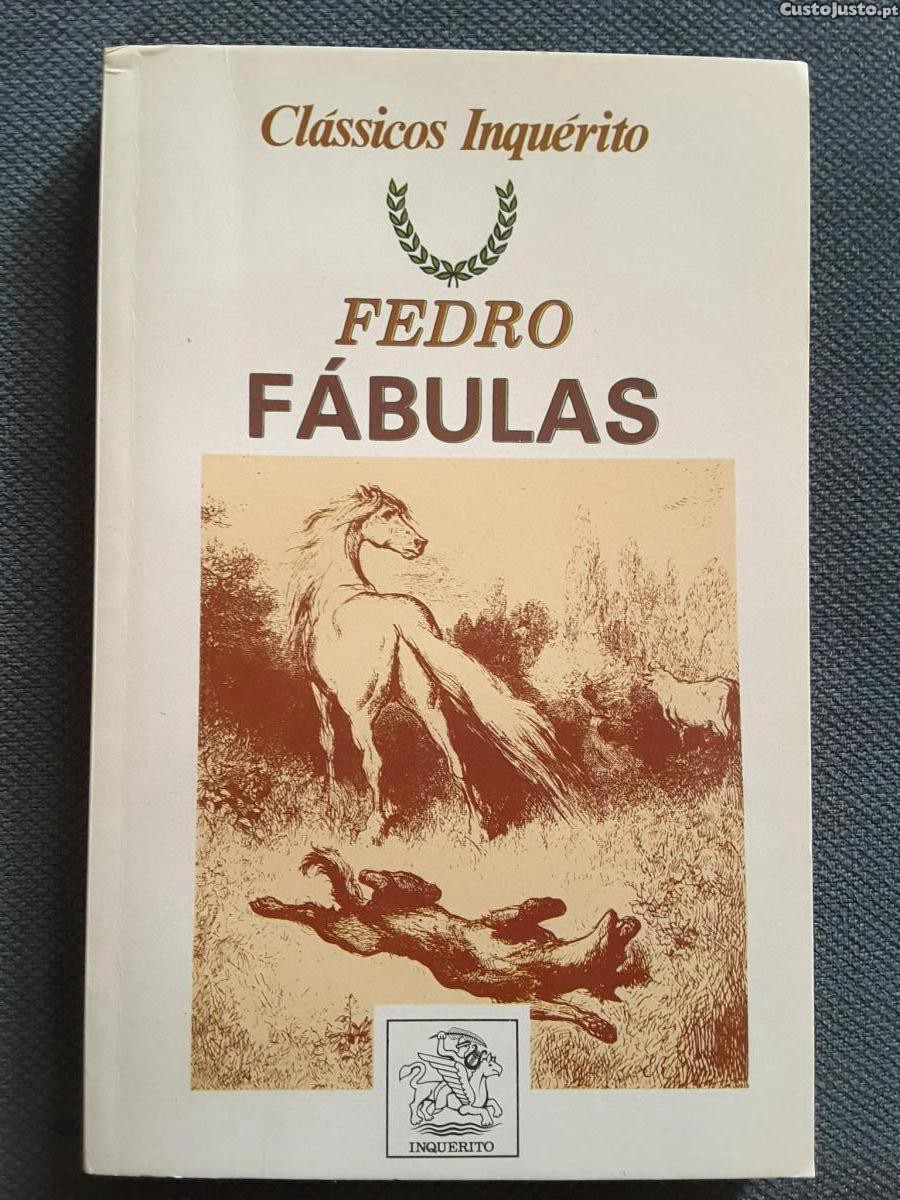 CustoJusto.pt
Clássicos Inquérito
FEDRO
FÁBULAS
INQUERITO